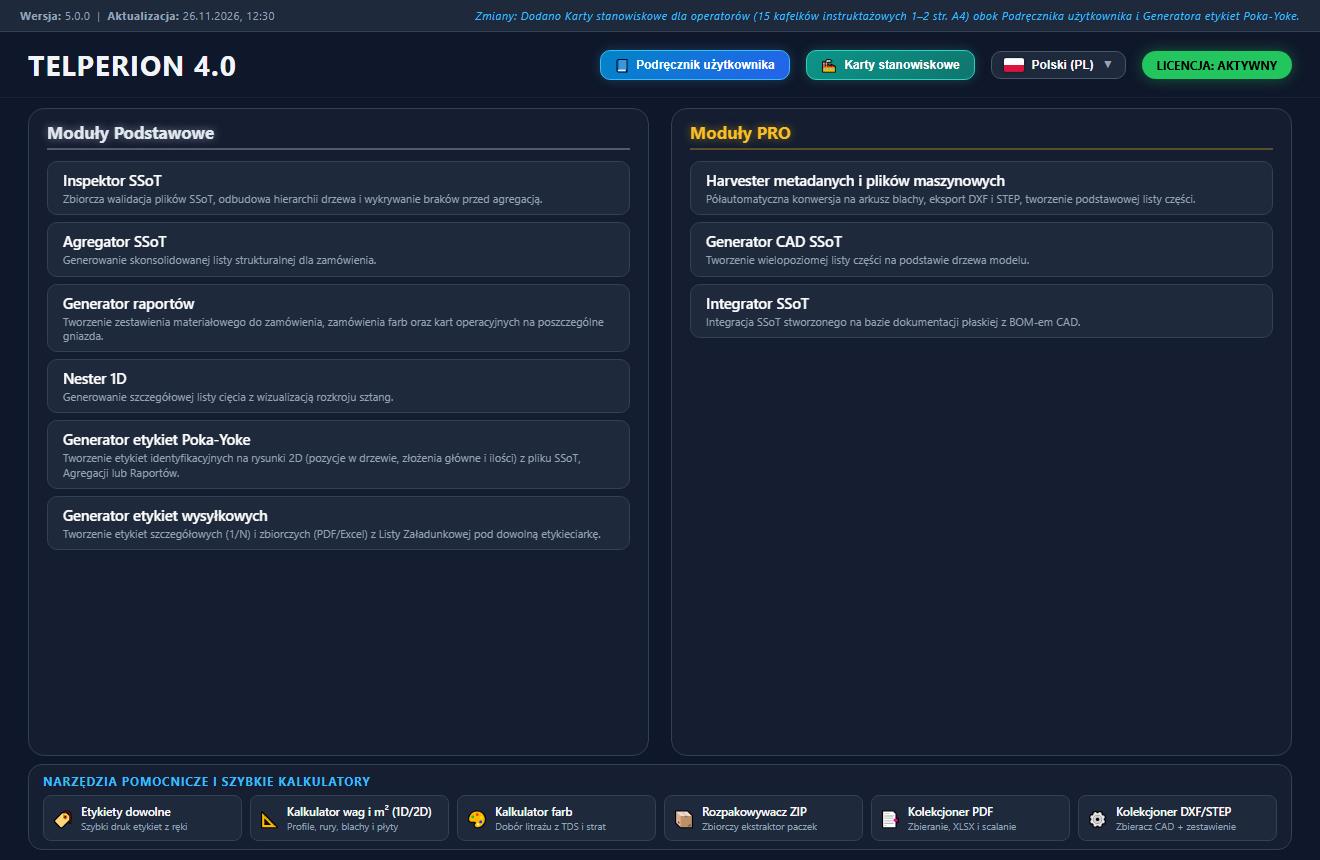 Wersja: 5.0.0 | Aktualizacja: 26.11.2026, 12:30
Zmiany: Dodano Karty stanowiskowe dla operatorów (15 kafelków instruktażowych 1–2 str. A4) obok Podręcznika użytkownika i Generatora etykiet Poka-Yoke.
TELPERION 4.0
Podręcznik użytkownika
Karty stanowiskowe
Polski (PL)
LICENCJA: AKTYWNY
Moduły Podstawowe
Inspektor SSoT
Zbiorcza walidacja plików SSoT, odbudowa hierarchii drzewa i wykrywanie braków przed agregacją.
Agregator SSoT
Generowanie skonsolidowanej listy strukturalnej dla zamówienia.
Generator raportów
Tworzenie zestawienia materiałowego do zamówienia, zamówienia farb oraz kart operacyjnych na poszczególne
gniazda.
Nester 1D
Generowanie szczegółowej listy cięcia z wizualizacją rozkroju sztang.
Generator etykiet Poka-Yoke
Tworzenie etykiet identyfikacyjnych na rysunki 2D (pozycje w drzewie, złożenia główne i ilości) z pliku SSoT,
Agregacji lub Raportów.
Generator etykiet wysyłkowych
Tworzenie etykiet szczegółowych (1/N) i zbiorczych (PDF/Excel) z Listy Załadunkowej pod dowolną etykieciarkę.
Moduły PRO
Harvester metadanych i plików maszynowych
Półautomatyczna konwersja na arkusz blachy, eksport DXF i STEP, tworzenie podstawowej listy części.
Generator CAD SSoT
Tworzenie wielopoziomej listy części na podstawie drzewa modelu.
Integrator SSoT
Integracja SSoT stworzonego na bazie dokumentacji płaskiej z BOM-em CAD.
NARZĘDZIA POMOCNICZE I SZYBKIE KALKULATORY
Etykiety dowolne
Szybki druk etykiet z ręki
Kalkulator wag i m² (1D/2D)
Profile, rury, blachy i płyty
Kalkulator farb
Dobór litrażu z TDS i strat
Rozpakowywacz ZIP
Zbiorczy ekstraktor paczek
Kolekcjoner PDF
Zbieranie, XLSX i scalanie
Kolekcjoner DXF/STEP
Zbieracz CAD + zestawienie